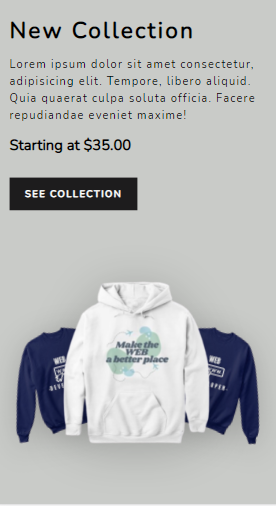 New Collection
Lorem ipsum dolor sit amet consectetur,
adipisicing elit. Tempore, libero aliquid.
Quia quaerat culpa soluta officia. Facere
repudiandae eveniet maxime!
Starting at $35.00
SEE COLLECTION
Make the
WEB
a better place
WEB
WEB